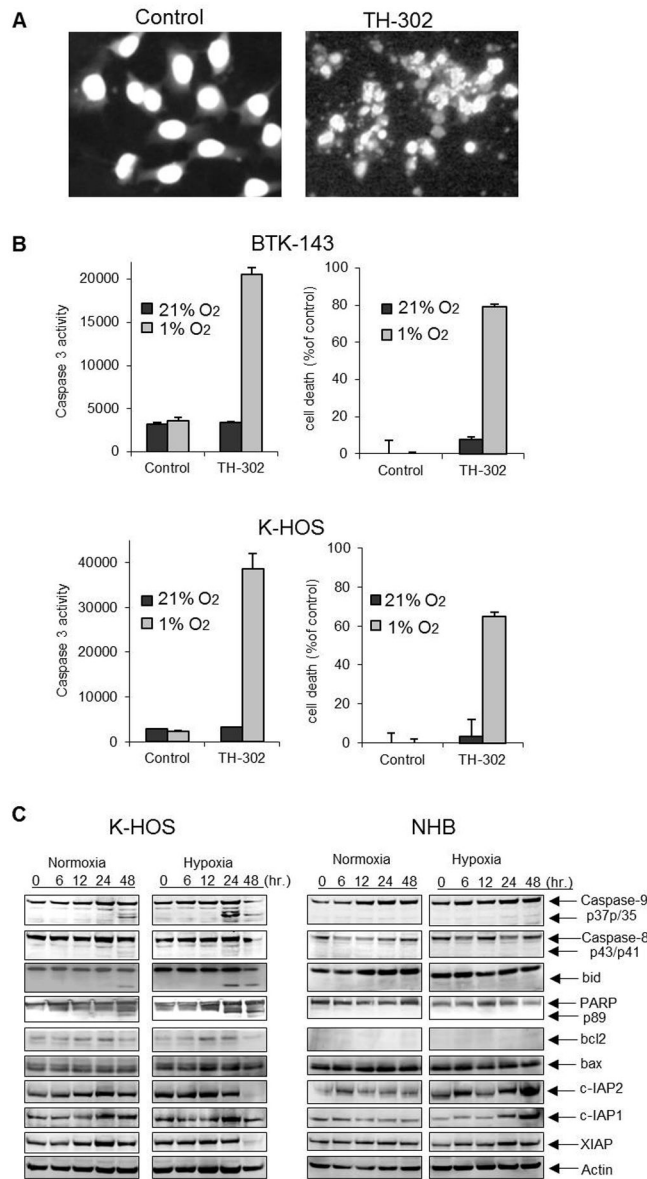 A
Control
TH-302
B
BTK-143
Caspase 3 activity
20000
15000
10000
5000
0
21% O2
1% O2
Control
TH-302
cell death (%of control)
100
80
60
40
20
0
21% O2
1% O2
Control
TH-302
K-HOS
Caspase 3 activity
40000
30000
20000
10000
0
21% O2
1% O2
Control
TH-302
cell death (%of control)
100
80
60
40
20
0
21% O2
1% O2
Control
TH-302
C
K-HOS
NHB
Normoxia
Hypoxia
Normoxia
Hypoxia
0 6 12 24 48
0 6 12 24 48 (hr.)
0 6 12 24 48
0 6 12 24 48 (hr.)
Caspase-9
p37p/35
Caspase-8
p43/p41
bid
PARP
p89
bcl2
bax
c-IAP2
c-IAP1
XIAP
Actin